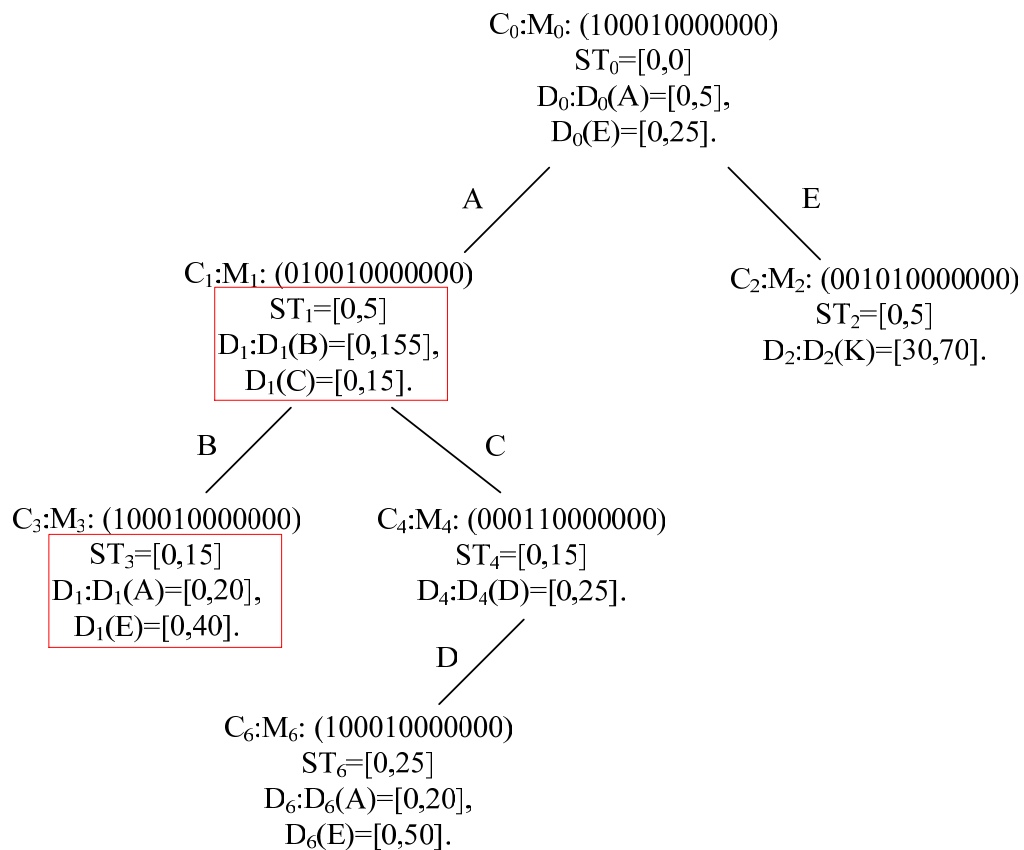 C₀:M₀: (100010000000)
ST₀=[0,0]
D₀:D₀(A)=[0,5],
D₀(E)=[0,25].
A
E
C₁:M₁: (010010000000)
ST₁=[0,5]
D₁:D₁(B)=[0,155],
D₁(C)=[0,15].
C₂:M₂: (001010000000)
ST₂=[0,5]
D₂:D₂(K)=[30,70].
B
C
C₃:M₃: (100010000000)
ST₃=[0,15]
D₁:D₁(A)=[0,20],
D₁(E)=[0,40].
C₄:M₄: (000110000000)
ST₄=[0,15]
D₄:D₄(D)=[0,25].
D
C₆:M₆: (100010000000)
ST₆=[0,25]
D₆:D₆(A)=[0,20],
D₆(E)=[0,50].